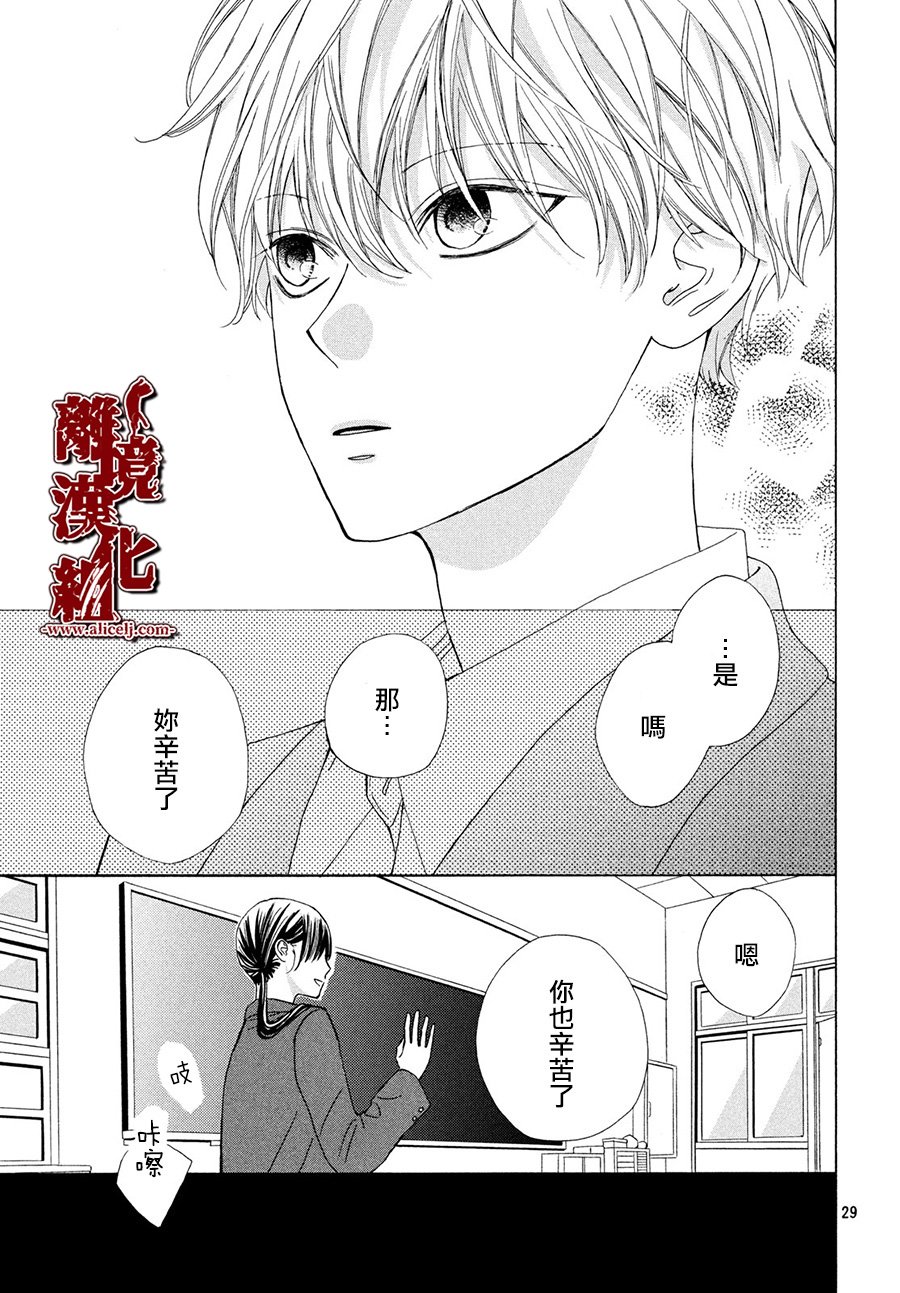 離境
漢化組
-www.alicelj.com-
…是
嗎
那…
妳辛苦了
嗯
你也辛苦了
吱
咔嚓
29